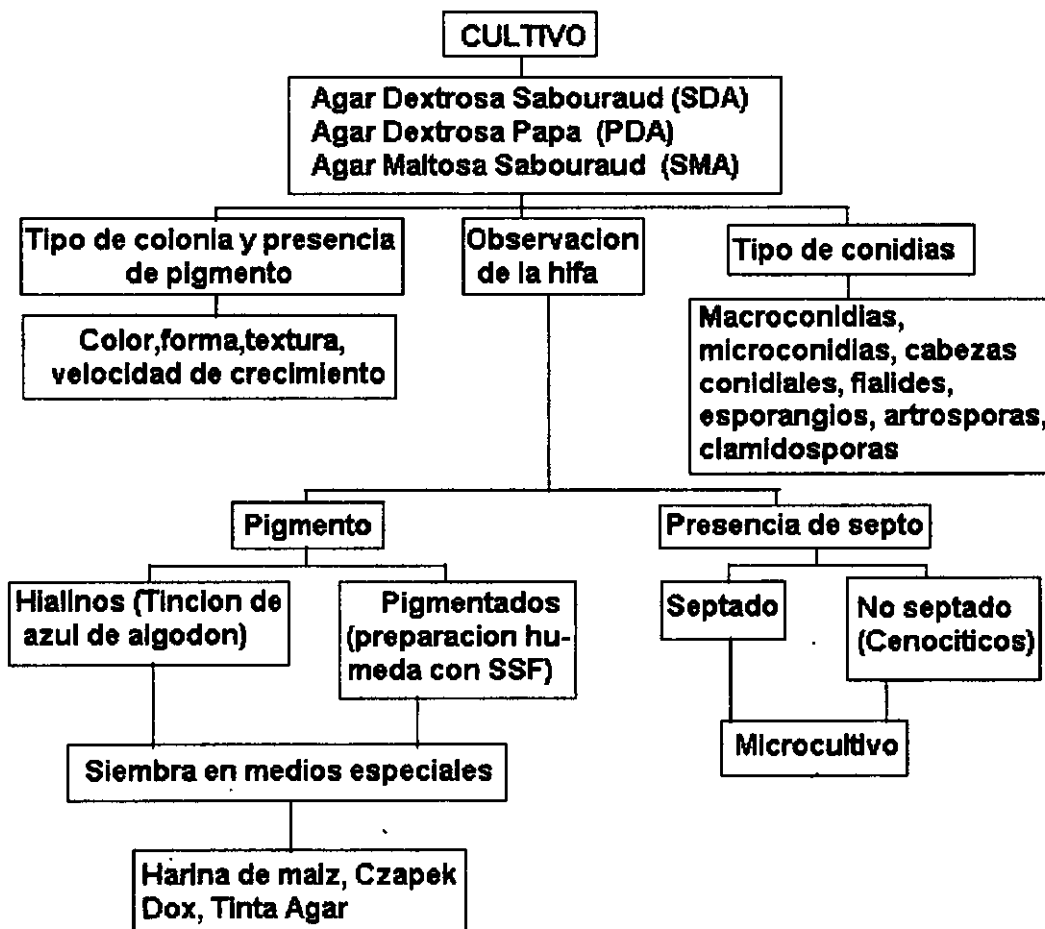 CULTIVO
Agar Dextrosa Sabouraud (SDA)
Agar Dextrosa Papa (PDA)
Agar Maltosa Sabouraud (SMA)
Tipo de colonia y presencia
de pigmento
Observacion
de la hifa
Tipo de conidias
Color,forma,textura,
velocidad de crecimiento
Macroconidias,
microconidias, cabezas
conidiales, fialides,
esporangios, artrosporas,
clamidosporas
Pigmento
Presencia de septo
Hialinos (Tincion de
azul de algodon)
Pigmentados
(preparacion hu-
meda con SSF)
Septado
No septado
(Cenociticos)
Microcultivo
Siembra en medios especiales
Harina de maiz, Czapek
Dox, Tinta Agar